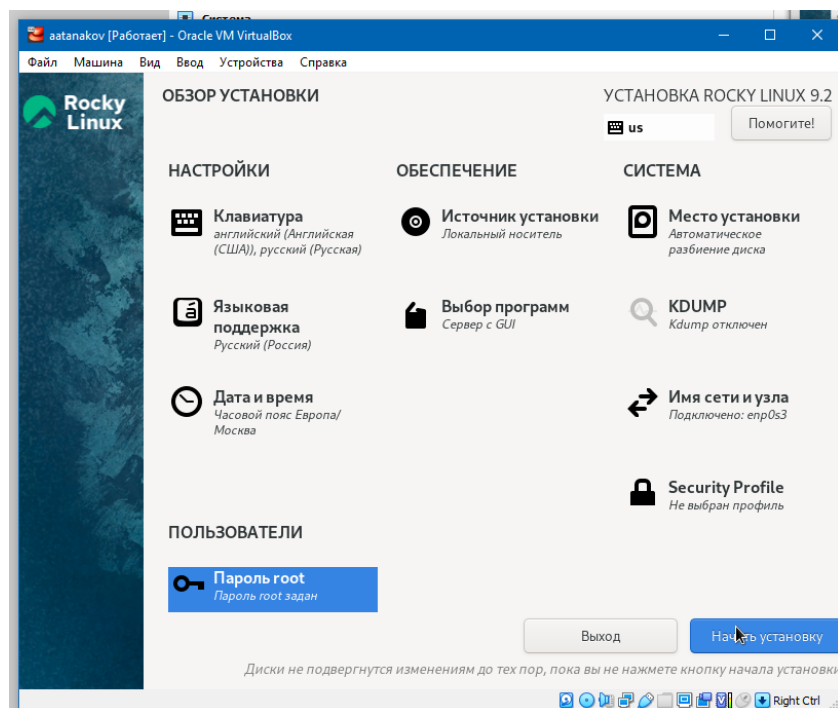 Система
aatanakov [Работает] - Oracle VM VirtualBox
Файл Машина Вид Ввод Устройства Справка
Rocky
Linux
ОБЗОР УСТАНОВКИ
УСТАНОВКА ROCKY LINUX 9.2
us
Помогите!
НАСТРОЙКИ
Клавиатура
английский (Английская
(США)), русский (Русская)
Языковая
поддержка
Русский (Россия)
Дата и время
Часовой пояс Европа/
Москва
ОБЕСПЕЧЕНИЕ
Источник установки
Локальный носитель
Выбор программ
Сервер с GUI
СИСТЕМА
Место установки
Автоматическое
разбиение диска
KDUMP
Kdump отключен
Имя сети и узла
Подключено: enp0s3
Security Profile
Не выбран профиль
ПОЛЬЗОВАТЕЛИ
Пароль root
Пароль root задан
Выход
Начать установку
Диски не подвергнутся изменениям до тех пор, пока вы не нажмете кнопку начала установки
Right Ctrl